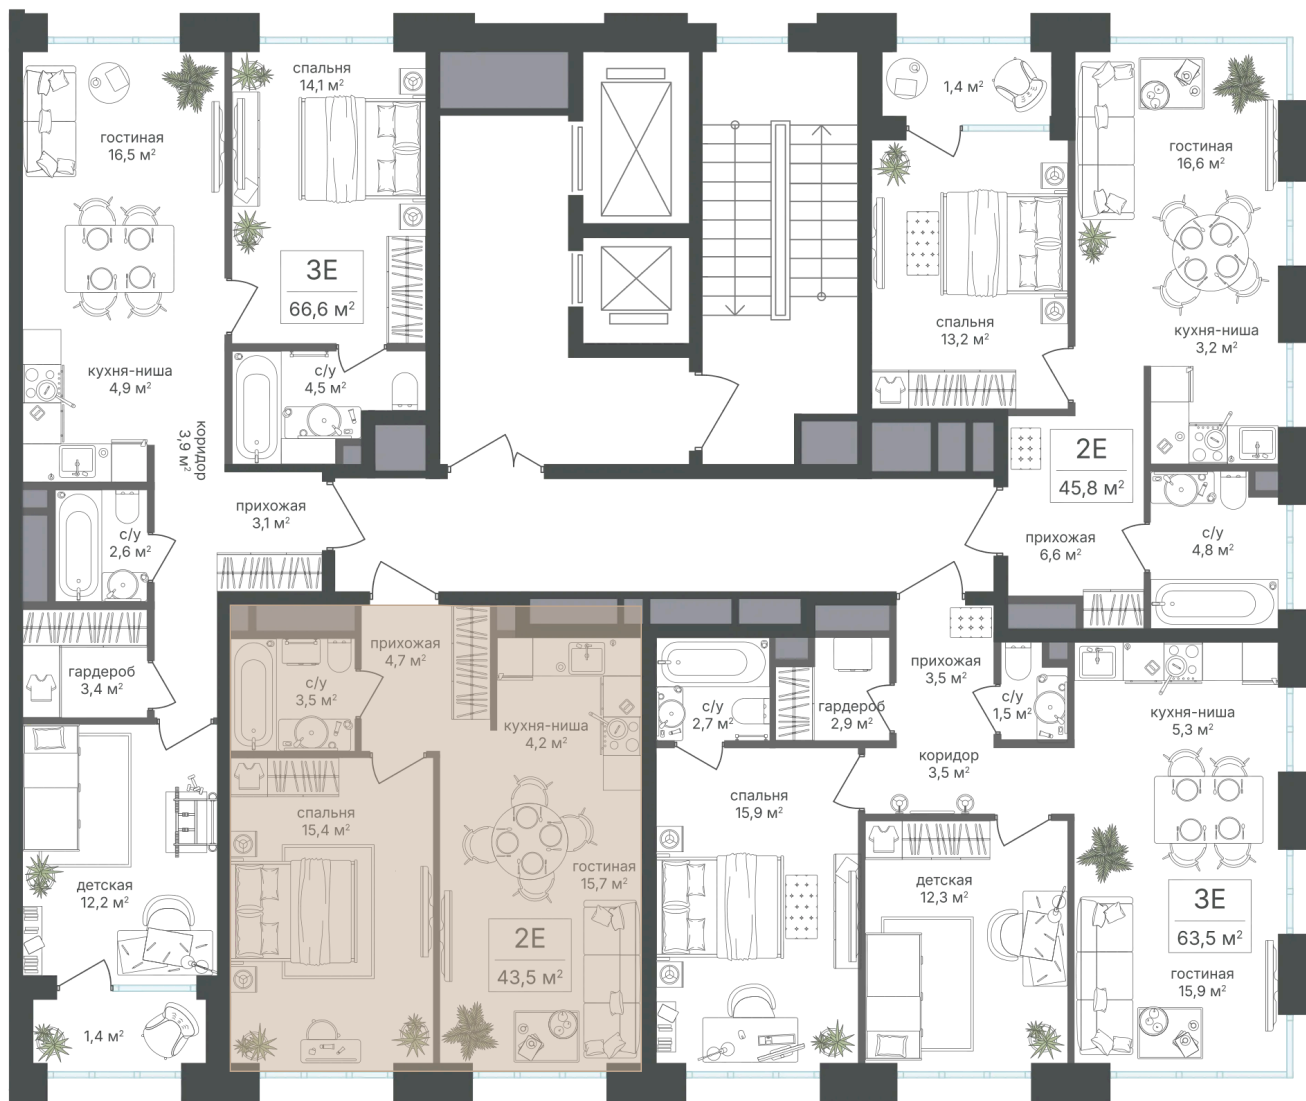 гостиная
16,5 м²
кухня-ниша
4,9 м²
спальня
14,1 м²
3Е
66,6 м²
с/у
4,5 м²
коридор
3,9 м²
прихожая
3,1 м²
с/у
2,6 м²
гардероб
3,4 м²
детская
12,2 м²
1,4 м²
1,4 м²
спальня
13,2 м²
гостиная
16,6 м²
кухня-ниша
3,2 м²
2Е
45,8 м²
прихожая
6,6 м²
с/у
4,8 м²
прихожая
4,7 м²
с/у
3,5 м²
кухня-ниша
4,2 м²
спальня
15,4 м²
гостиная
15,7 м²
2Е
43,5 м²
с/у
2,7 м²
гардероб
2,9 м²
прихожая
3,5 м²
с/у
1,5 м²
коридор
3,5 м²
спальня
15,9 м²
детская
12,3 м²
кухня-ниша
5,3 м²
3Е
63,5 м²
гостиная
15,9 м²